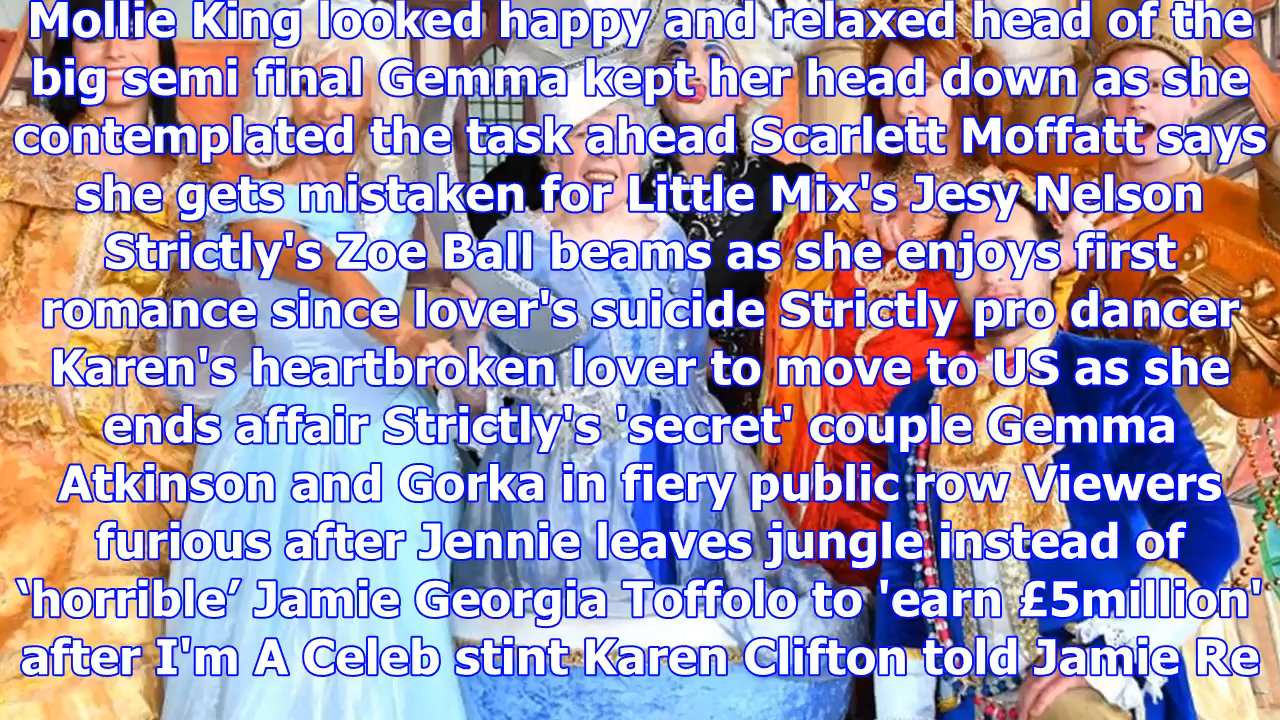 Mollie King looked happy and relaxed head of the
big semi final Gemma kept her head down as she
contemplated the task ahead Scarlett Moffatt says
she gets mistaken for Little Mix's Jesy Nelson
Strictly's Zoe Ball beams as she enjoys first
romance since lover's suicide Strictly pro dancer
Karen's heartbroken lover to move to US as she
ends affair Strictly's 'secret' couple Gemma
Atkinson and Gorka in fiery public row Viewers
furious after Jennie leaves jungle instead of
‘horrible’ Jamie Georgia Toffolo to 'earn £5million'
after I'm A Celeb stint Karen Clifton told Jamie Re